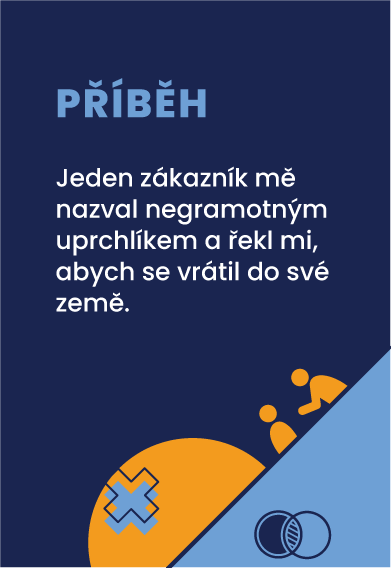 PŘÍBĚH
Jeden zákazník mě
nazval negramotným
uprchlíkem a řekl mi,
abych se vrátil do své
země.